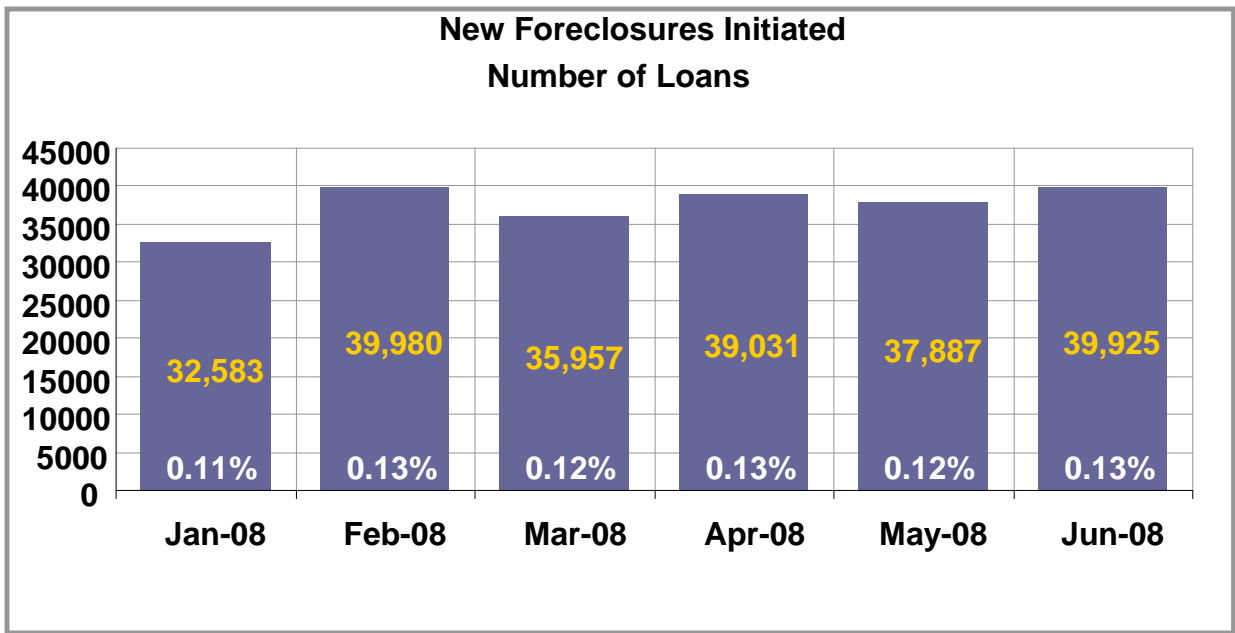 New Foreclosures Initiated
Number of Loans
45000
40000
35000
30000
25000
20000
15000
10000
5000
0
32,583
39,980
35,957
39,031
37,887
39,925
0.11%
0.13%
0.12%
0.13%
0.12%
0.13%
Jan-08
Feb-08
Mar-08
Apr-08
May-08
Jun-08